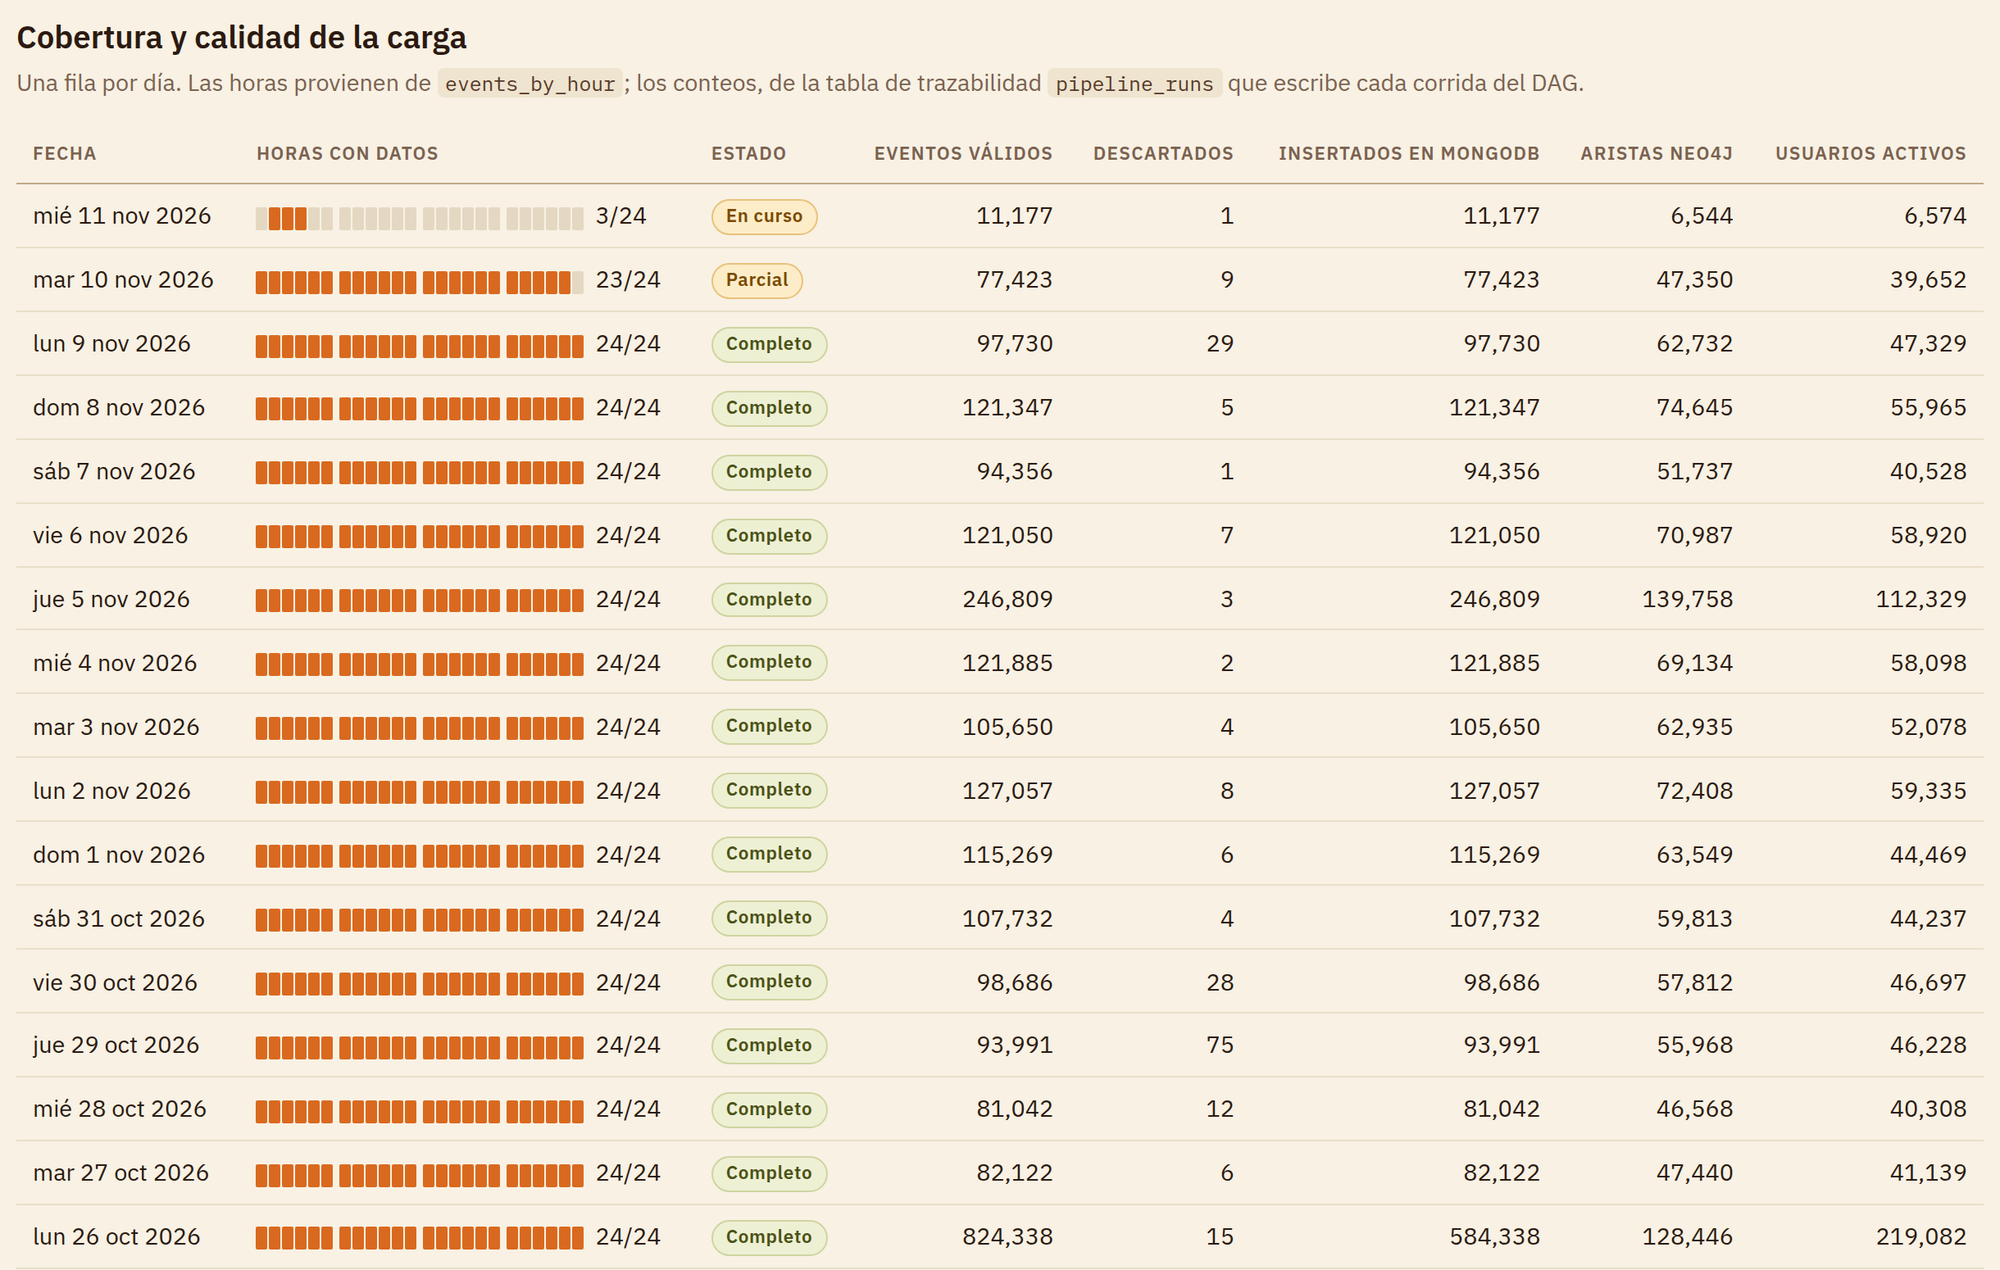 Cobertura y calidad de la carga
Una fila por día. Las horas provienen de events_by_hour; los conteos, de la tabla de trazabilidad pipeline_runs que escribe cada corrida del DAG.
FECHA HORAS CON DATOS ESTADO EVENTOS VÁLIDOS DESCARTADOS INSERTADOS EN MONGODB ARISTAS NEO4J USUARIOS ACTIVOS
mié 11 nov 2026 3/24 En curso 11,177 1 11,177 6,544 6,574
mar 10 nov 2026 23/24 Parcial 77,423 9 77,423 47,350 39,652
lun 9 nov 2026 24/24 Completo 97,730 29 97,730 62,732 47,329
dom 8 nov 2026 24/24 Completo 121,347 5 121,347 74,645 55,965
sáb 7 nov 2026 24/24 Completo 94,356 1 94,356 51,737 40,528
vie 6 nov 2026 24/24 Completo 121,050 7 121,050 70,987 58,920
jue 5 nov 2026 24/24 Completo 246,809 3 246,809 139,758 112,329
mié 4 nov 2026 24/24 Completo 121,885 2 121,885 69,134 58,098
mar 3 nov 2026 24/24 Completo 105,650 4 105,650 62,935 52,078
lun 2 nov 2026 24/24 Completo 127,057 8 127,057 72,408 59,335
dom 1 nov 2026 24/24 Completo 115,269 6 115,269 63,549 44,469
sáb 31 oct 2026 24/24 Completo 107,732 4 107,732 59,813 44,237
vie 30 oct 2026 24/24 Completo 98,686 28 98,686 57,812 46,697
jue 29 oct 2026 24/24 Completo 93,991 75 93,991 55,968 46,228
mié 28 oct 2026 24/24 Completo 81,042 12 81,042 46,568 40,308
mar 27 oct 2026 24/24 Completo 82,122 6 82,122 47,440 41,139
lun 26 oct 2026 24/24 Completo 824,338 15 584,338 128,446 219,082